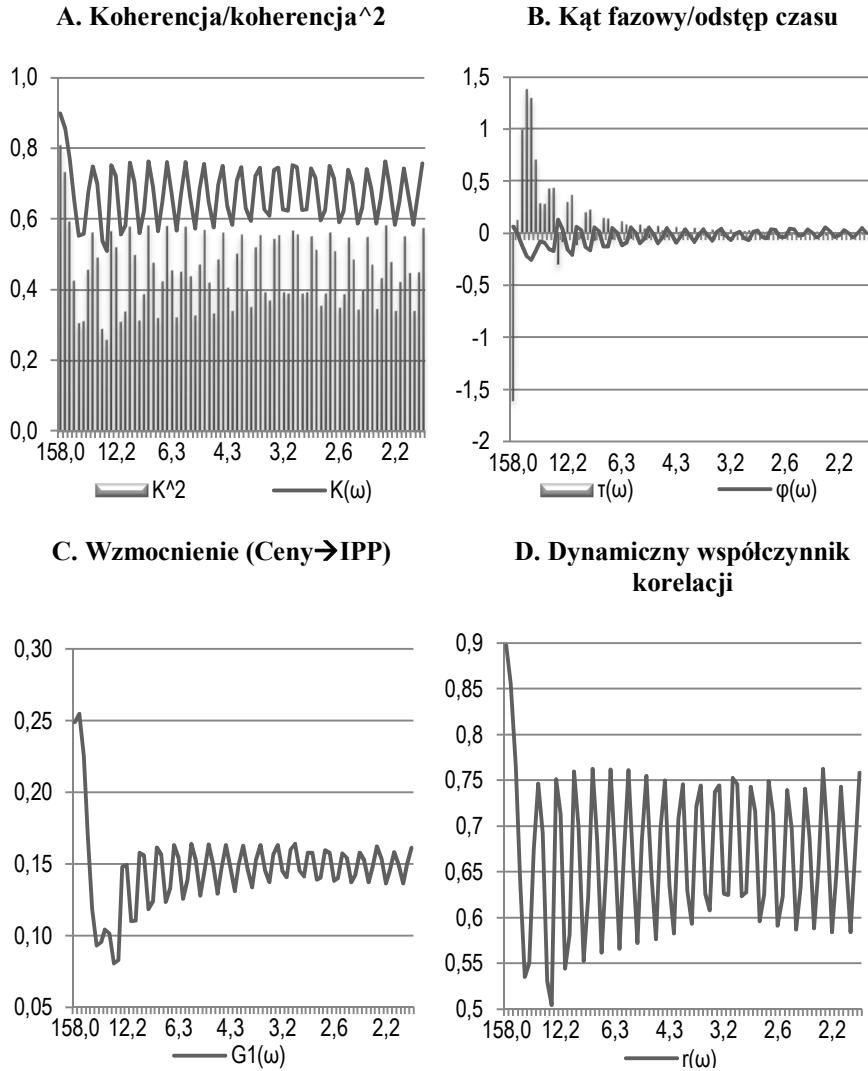 A. Koherencja/koherencja^2
1,0
0,8
0,6
0,4
0,2
0,0
158,0 12,2 6,3 4,3 3,2 2,6 2,2
K^2 K(ω)
B. Kąt fazowy/odstęp czasu
1,5
1
0,5
0
-0,5
-1
-1,5
-2
158,0 12,2 6,3 4,3 3,2 2,6 2,2
τ(ω) φ(ω)
C. Wzmocnienie (Ceny→IPP)
0,30
0,25
0,20
0,15
0,10
0,05
158,0 12,2 6,3 4,3 3,2 2,6 2,2
G1(ω)
D. Dynamiczny współczynnik
korelacji
0,9
0,85
0,8
0,75
0,7
0,65
0,6
0,55
0,5
158,0 12,2 6,3 4,3 3,2 2,6 2,2
r(ω)